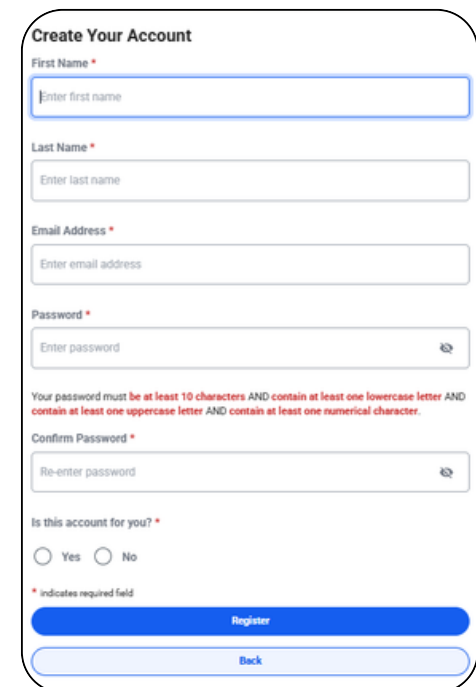 Create Your Account
First Name *
Enter first name
Last Name *
Enter last name
Email Address *
Enter email address
Password *
Enter password
Your password must be at least 10 characters AND contain at least one lowercase letter AND
contain at least one uppercase letter AND contain at least one numerical character.
Confirm Password *
Re-enter password
Is this account for you? *
Yes No
* indicates required field
Register
Back